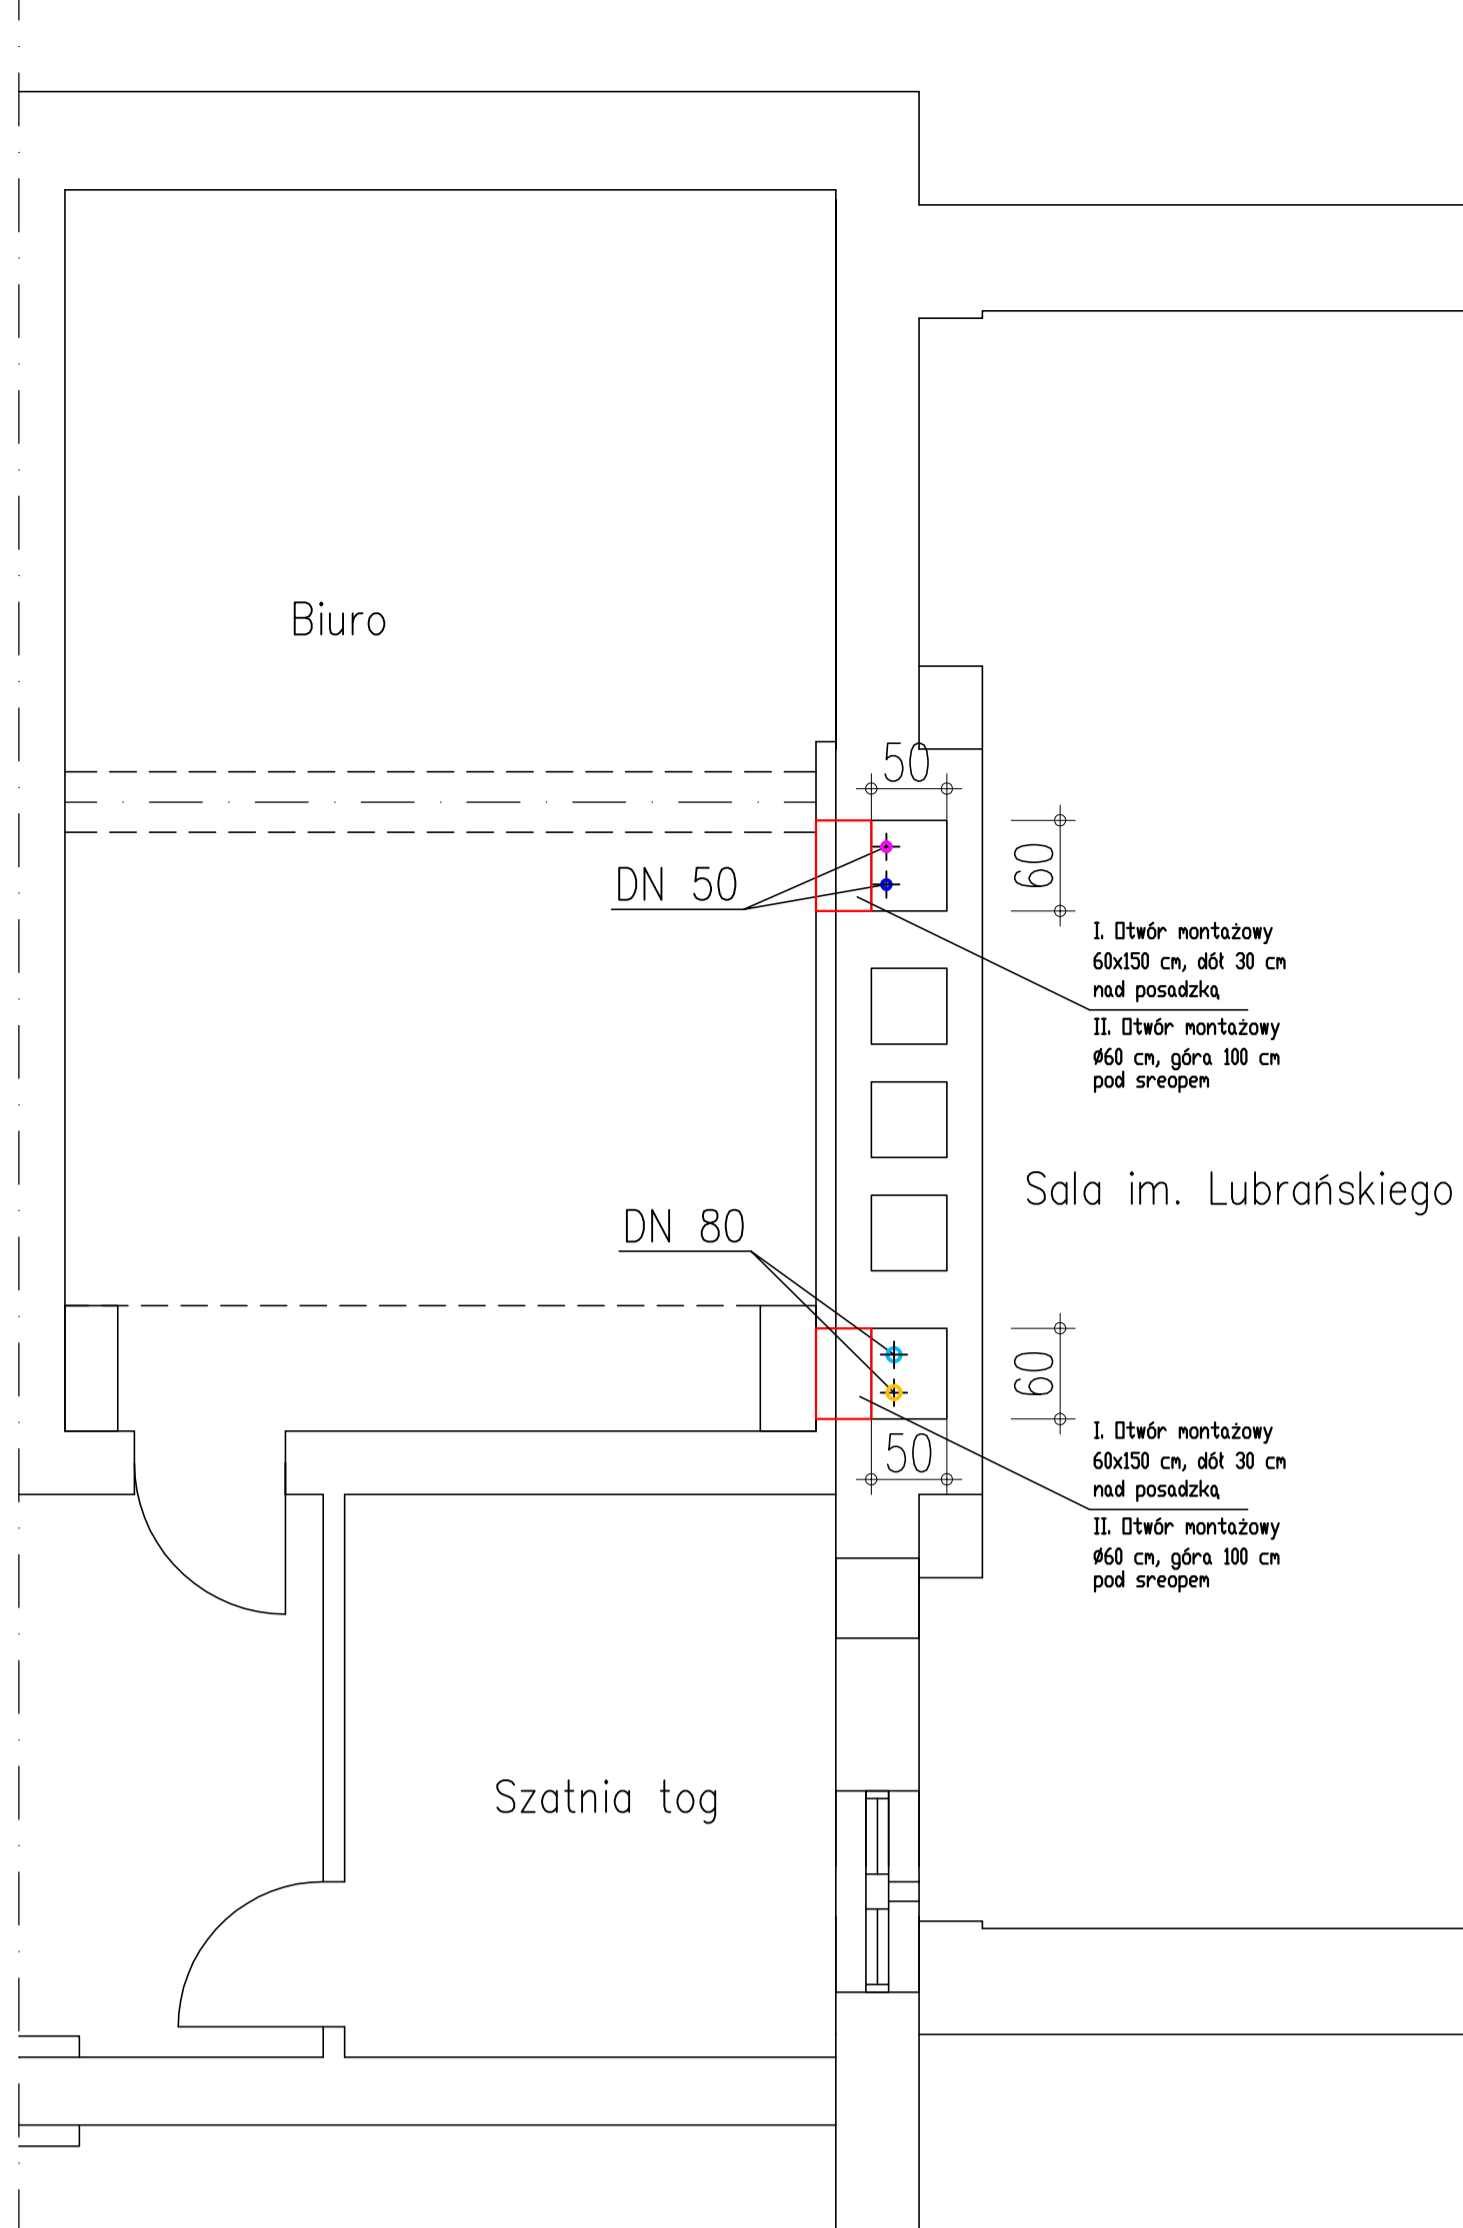 Biuro
50
60
DN 50
I. Otwór montażowy
60x150 cm, dół 30 cm
nad posadzką
II. Otwór montażowy
Ø60 cm, góra 100 cm
pod sreopem
Sala im. Lubrańskiego
DN 80
60
50
I. Otwór montażowy
60x150 cm, dół 30 cm
nad posadzką
II. Otwór montażowy
Ø60 cm, góra 100 cm
pod sreopem
Szatnia tog